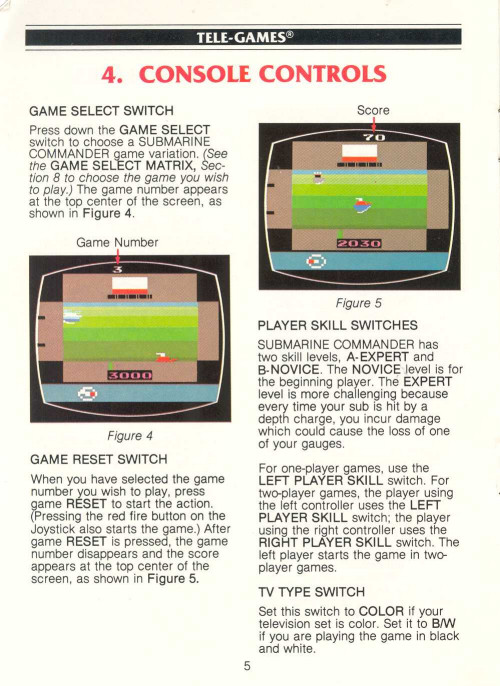 TELE-GAMES®
4. CONSOLE CONTROLS
GAME SELECT SWITCH
Press down the GAME SELECT
switch to choose a SUBMARINE
COMMANDER game variation. (See
the GAME SELECT MATRIX, Sec-
tion 8 to choose the game you wish
to play.) The game number appears
at the top center of the screen, as
shown in Figure 4.
Game Number
3
3000
Figure 4
GAME RESET SWITCH
When you have selected the game
number you wish to play, press
game RESET to start the action.
(Pressing the red fire button on the
Joystick also starts the game.) After
game RESET is pressed, the game
number disappears and the score
appears at the top center of the
screen, as shown in Figure 5.
Score
70
2030
Figure 5
PLAYER SKILL SWITCHES
SUBMARINE COMMANDER has
two skill levels, A-EXPERT and
B-NOVICE. The NOVICE level is for
the beginning player. The EXPERT
level is more challenging because
every time your sub is hit by a
depth charge, you incur damage
which could cause the loss of one
of your gauges.
For one-player games, use the
LEFT PLAYER SKILL switch. For
two-player games, the player using
the left controller uses the LEFT
PLAYER SKILL switch; the player
using the right controller uses the
RIGHT PLAYER SKILL switch. The
left player starts the game in two-
player games.
TV TYPE SWITCH
Set this switch to COLOR if your
television set is color. Set it to B/W
if you are playing the game in black
and white.
5